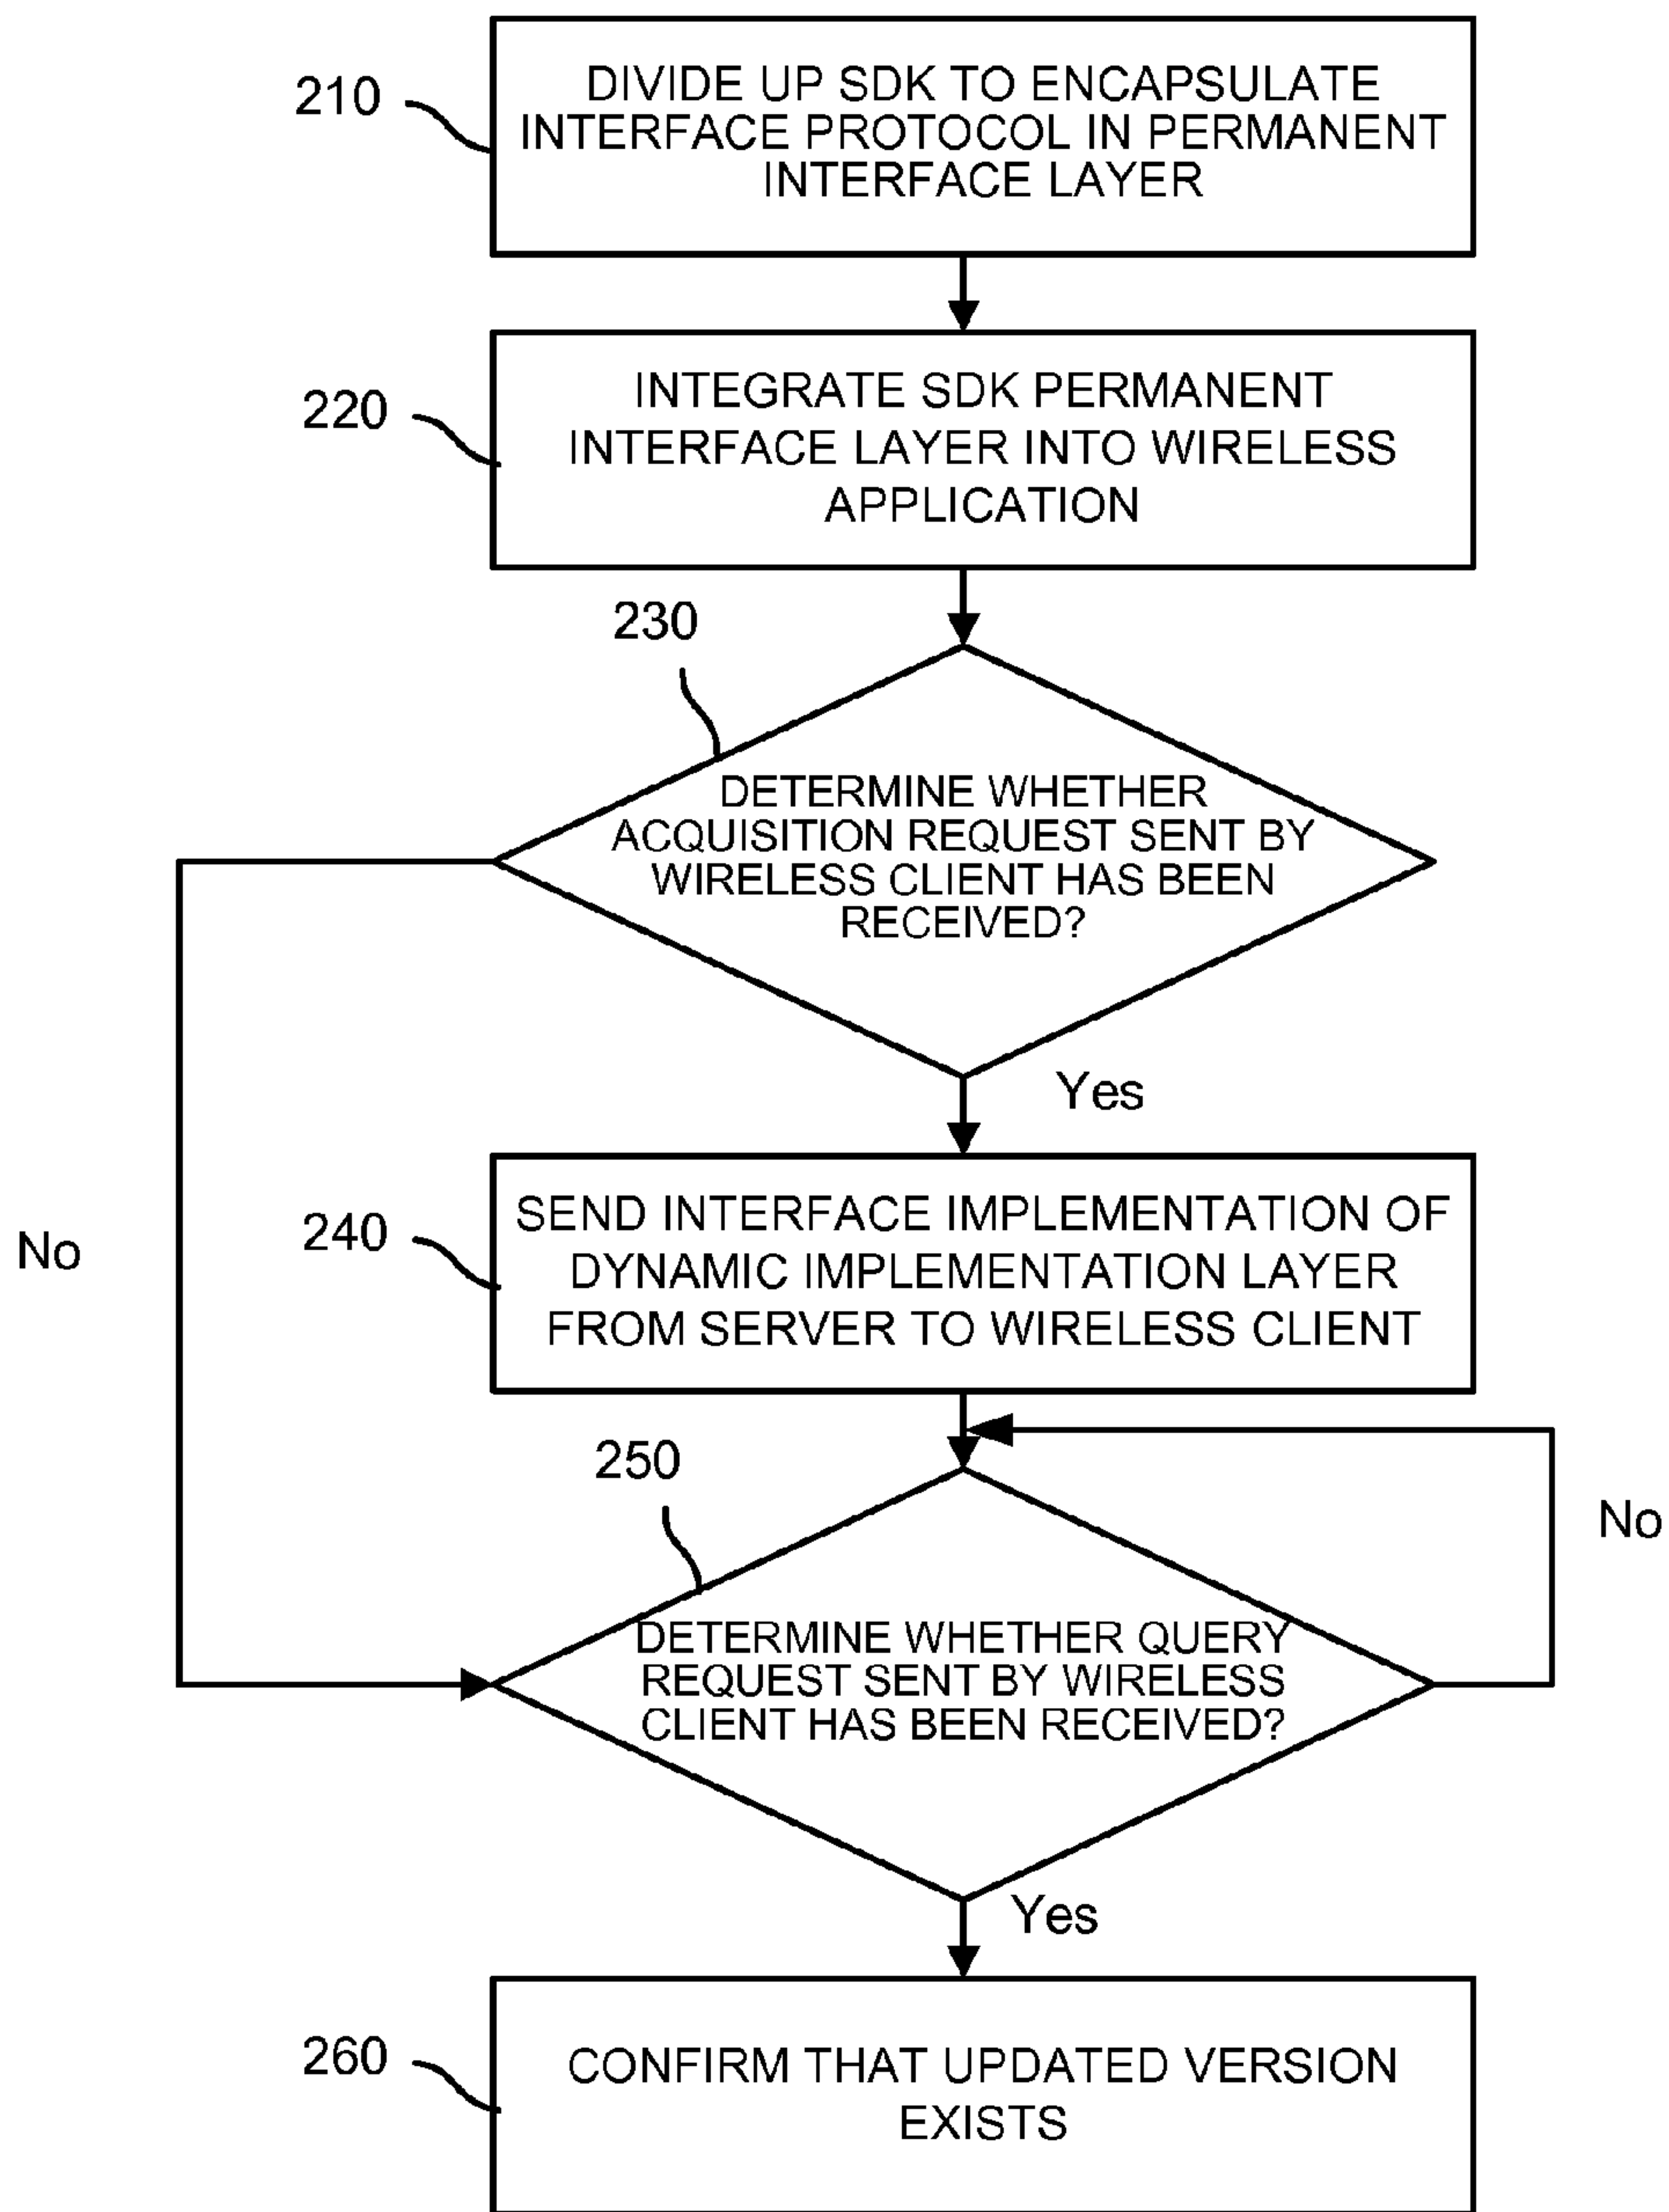 210
DIVIDE UP SDK TO ENCAPSULATE
INTERFACE PROTOCOL IN PERMANENT
INTERFACE LAYER
220
INTEGRATE SDK PERMANENT
INTERFACE LAYER INTO WIRELESS
APPLICATION
230
DETERMINE WHETHER
ACQUISITION REQUEST SENT BY
WIRELESS CLIENT HAS BEEN
RECEIVED?
Yes
No
240
SEND INTERFACE IMPLEMENTATION OF
DYNAMIC IMPLEMENTATION LAYER
FROM SERVER TO WIRELESS CLIENT
250
No
DETERMINE WHETHER QUERY
REQUEST SENT BY WIRELESS
CLIENT HAS BEEN RECEIVED?
Yes
260
CONFIRM THAT UPDATED VERSION
EXISTS